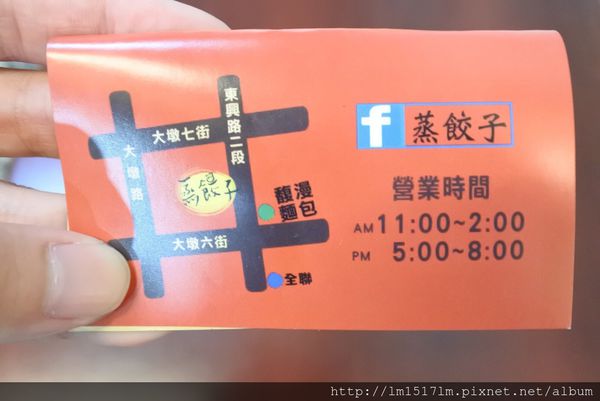 東興路二段
大墩七街
大墩路
蒸餃子
漫
馥麵包
大墩六街
全聯
f 蒸餃子
營業時間
AM 11:00~2:00
PM 5:00~8:00
http://lm1517lm.pixnet.net/album